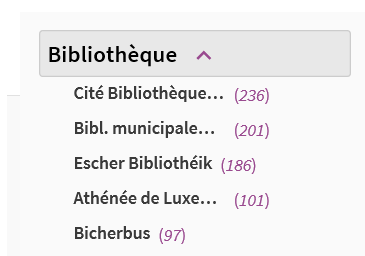 Bibliothèque
Cité Bibliothèque… (236)
Bibl. municipale… (201)
Escher Bibliothéik (186)
Athénée de Luxe… (101)
Bicherbus (97)